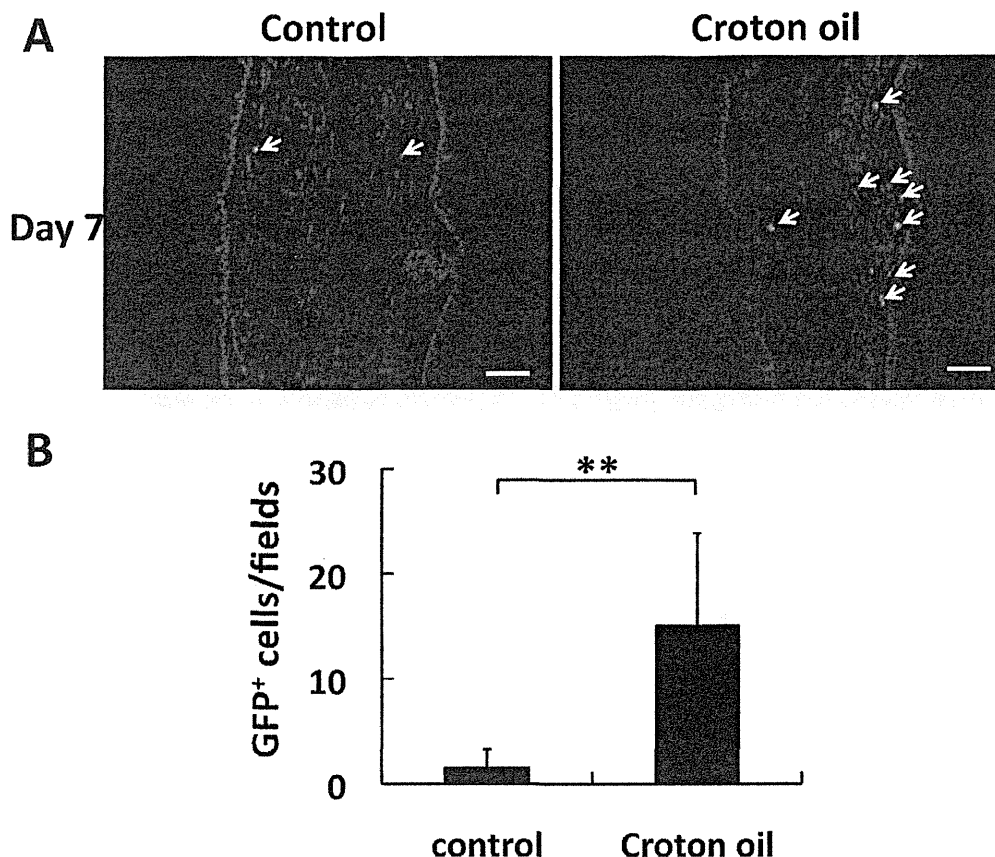 A
Control
Croton oil
Day 7
B
GFP+ cells/fields
30
20
10
0
**
control
Croton oil